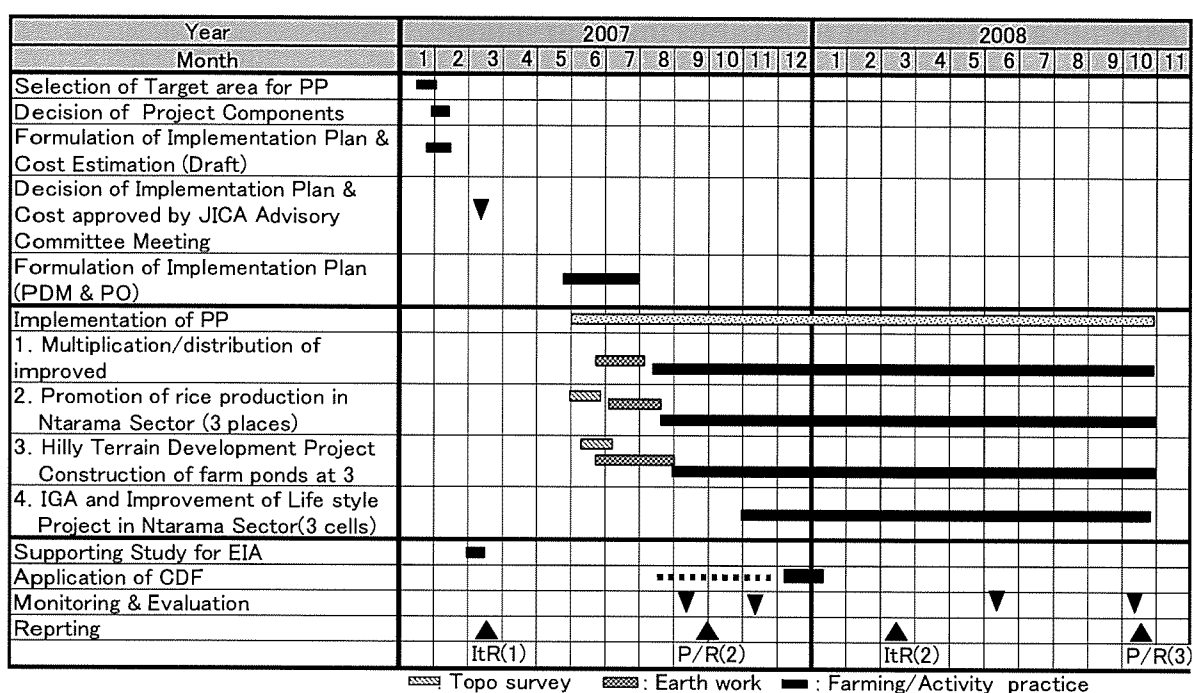 Year 2007 2008
Month 1 2 3 4 5 6 7 8 9 10 11 12 1 2 3 4 5 6 7 8 9 10 11
Selection of Target area for PP
Decision of Project Components
Formulation of Implementation Plan &
Cost Estimation (Draft)
Decision of Implementation Plan &
Cost approved by JICA Advisory
Committee Meeting
Formulation of Implementation Plan
(PDM & PO)
Implementation of PP
1. Multiplication/distribution of
improved
2. Promotion of rice production in
Ntarama Sector (3 places)
3. Hilly Terrain Development Project
Construction of farm ponds at 3
4. IGA and Improvement of Life style
Project in Ntarama Sector(3 cells)
Supporting Study for EIA
Application of CDF
Monitoring & Evaluation
Reprting
ItR(1) P/R(2) ItR(2) P/R(3)
: Topo survey : Earth work : Farming/Activity practice